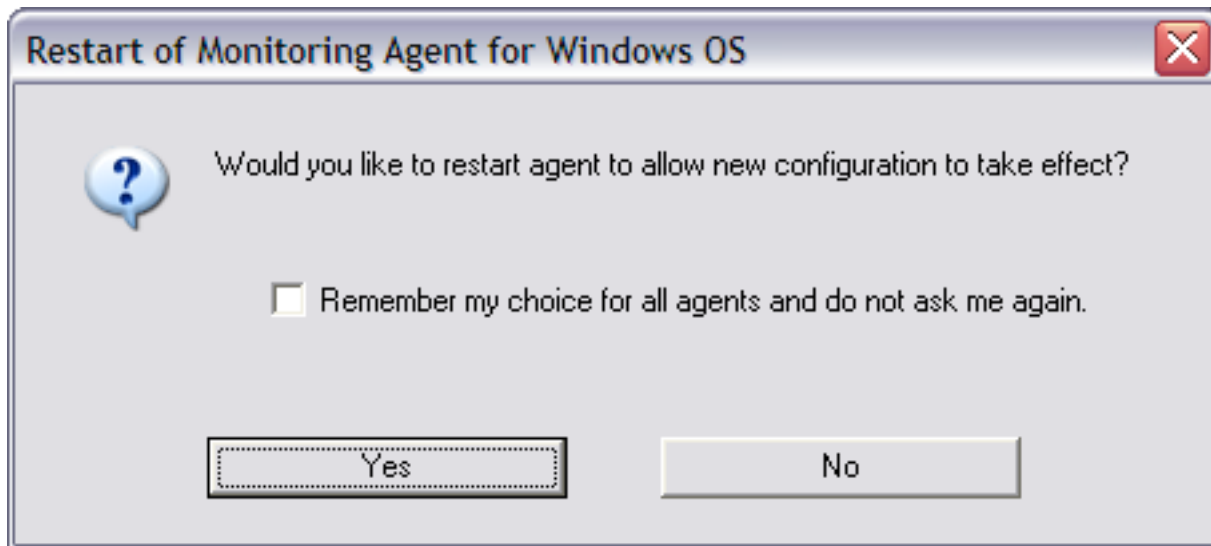 Restart of Monitoring Agent for Windows OS
Would you like to restart agent to allow new configuration to take effect?
Remember my choice for all agents and do not ask me again.
Yes
No